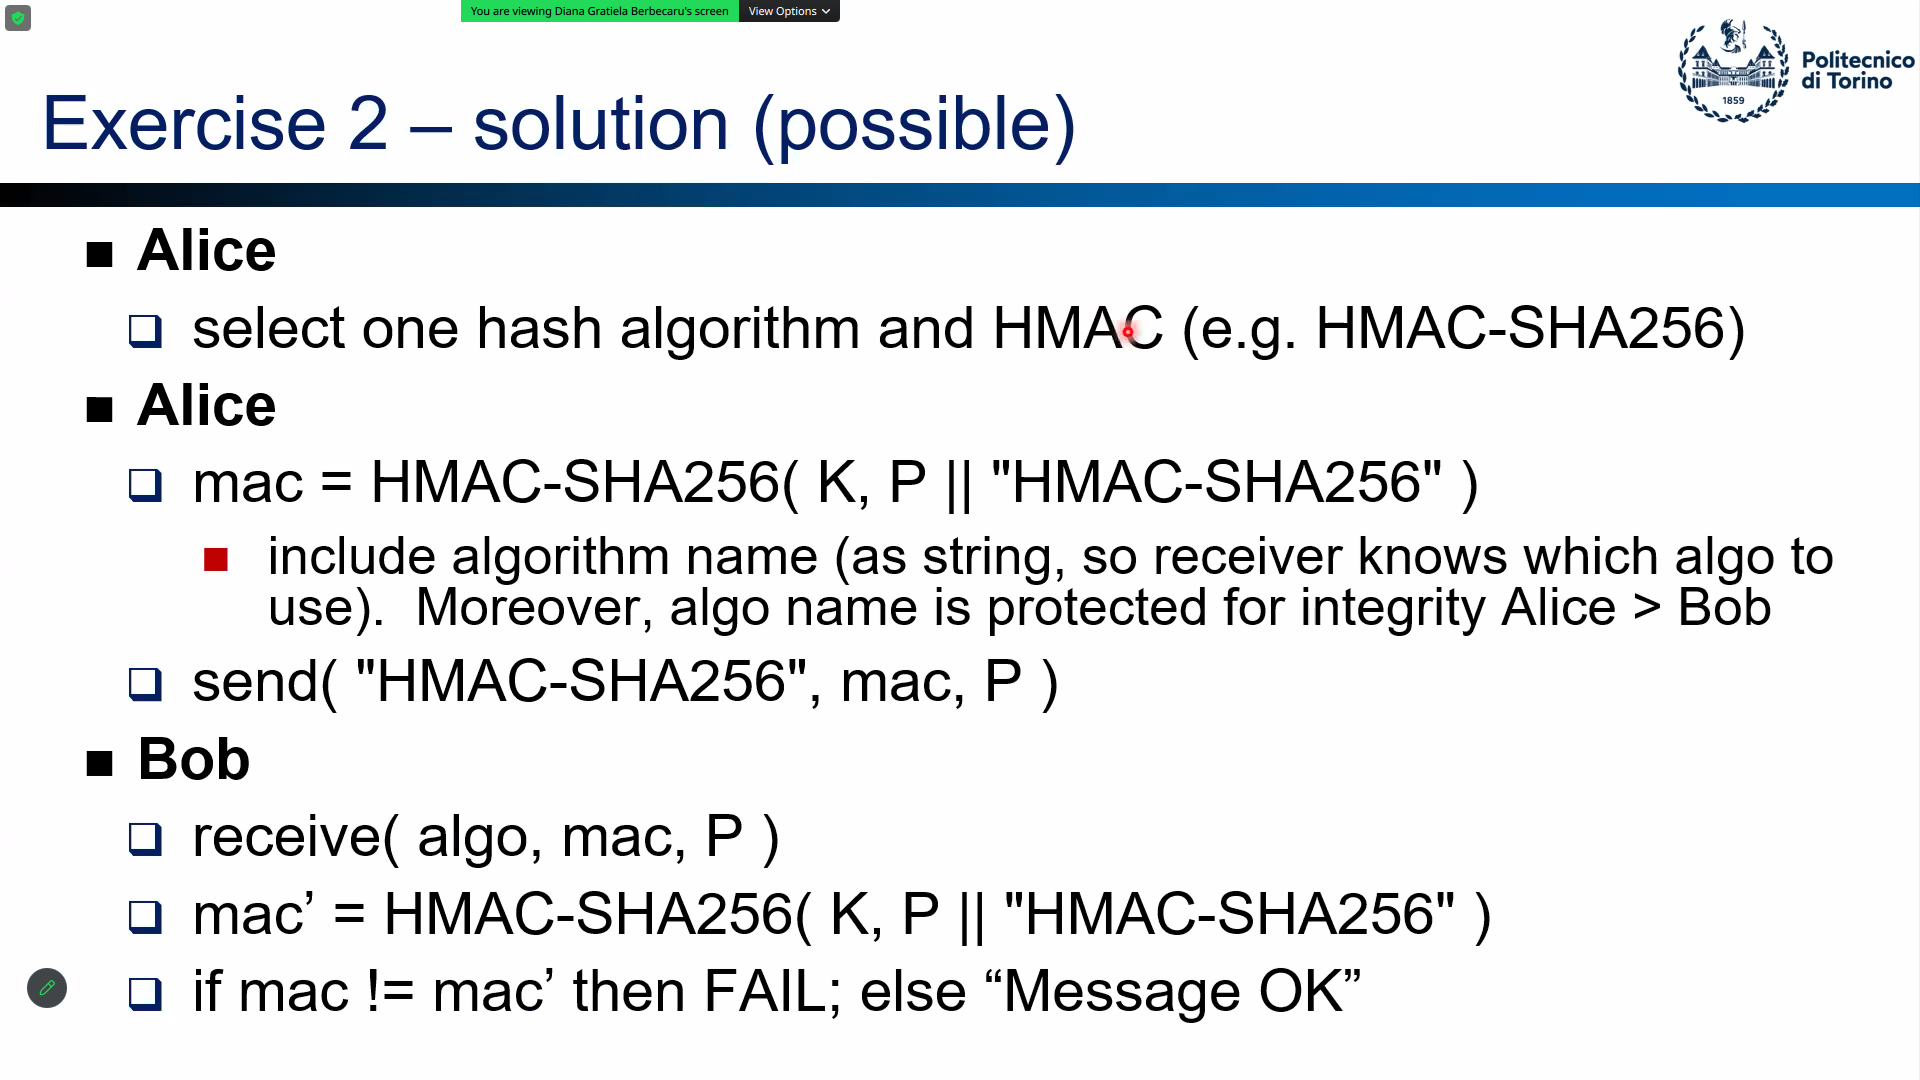 You are viewing Diana Gratiela Berbecaru's screen View Options
Politecnico
di Torino
1859
Exercise 2 – solution (possible)
Alice
select one hash algorithm and HMAC (e.g. HMAC-SHA256)
Alice
mac = HMAC-SHA256( K, P || "HMAC-SHA256" )
include algorithm name (as string, so receiver knows which algo to
use).  Moreover, algo name is protected for integrity Alice > Bob
send( "HMAC-SHA256", mac, P )
Bob
receive( algo, mac, P )
mac’ = HMAC-SHA256( K, P || "HMAC-SHA256" )
if mac != mac’ then FAIL; else “Message OK”